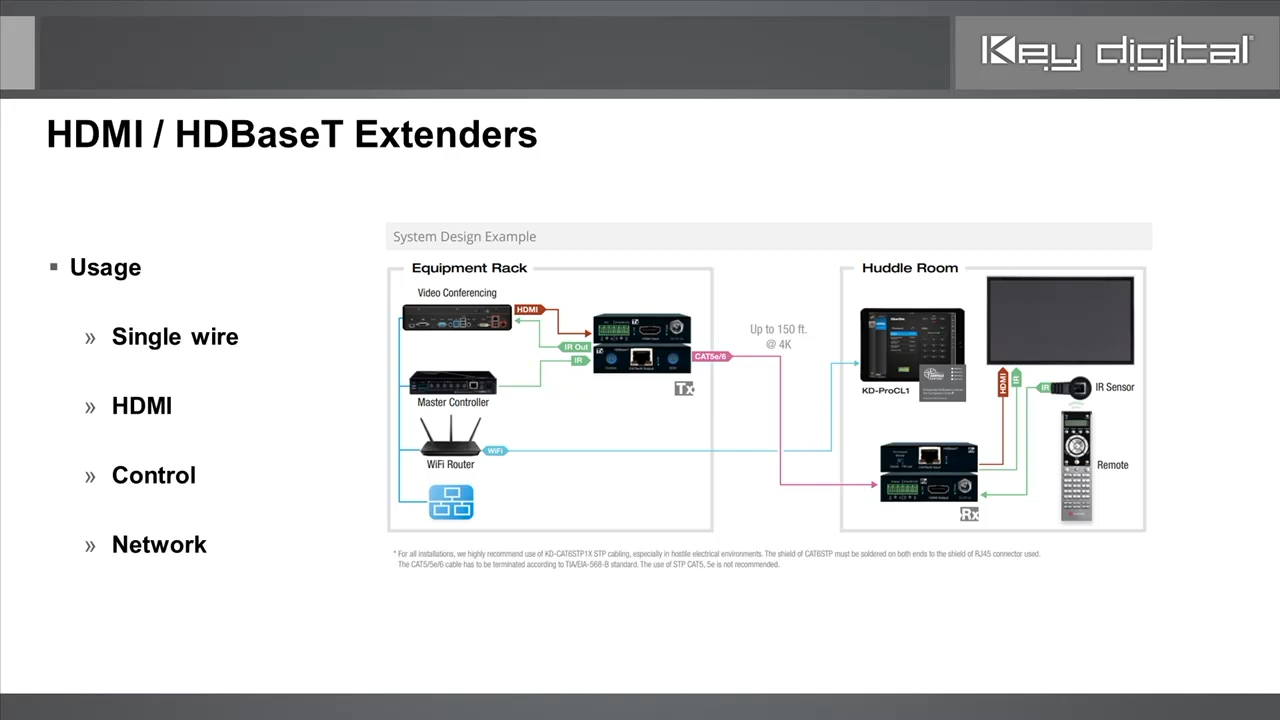 Key digital
HDMI / HDBaseT Extenders
▪ Usage
» Single wire
» HDMI
» Control
» Network
System Design Example
Equipment Rack
Video Conferencing
HDMI
IR Out
IR
Tx
CAT5e/6
Master Controller
WiFi
WiFi Router
Up to 150 ft.
@ 4K
Huddle Room
KD-ProCL1
HDMI
IR
IR
IR Sensor
Remote
Rx
* For all installations, we highly recommend use of KD-CAT6STP1X STP cabling, especially in hostile electrical environments. The shield of CAT6STP must be soldered on both ends to the shield of RJ45 connector used.
The CAT5/5e/6 cable has to be terminated according to TIA/EIA-568-B standard. The use of STP CAT5, 5e is not recommended.